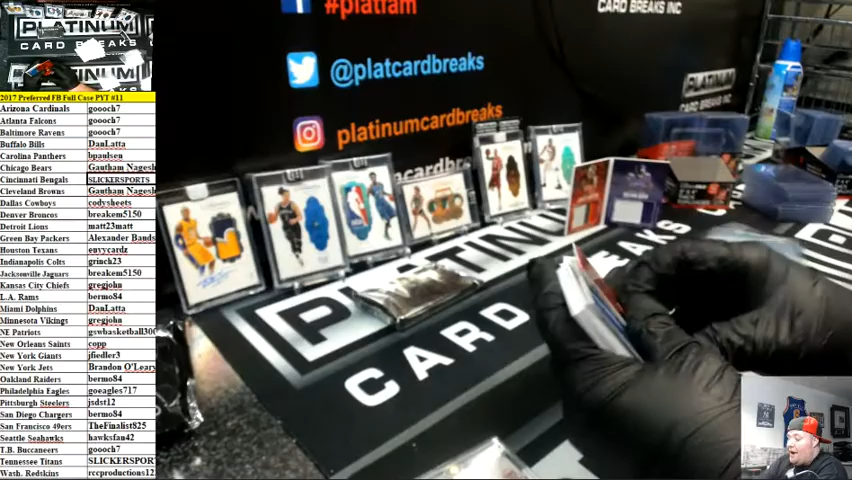 PLATINUM
CARD BREAKS
2017 Preferred FB Full Case PYT #11
Arizona Cardinals goooch7
Atlanta Falcons goooch7
Baltimore Ravens goooch7
Buffalo Bills DanLatta
Carolina Panthers bpaulsen
Chicago Bears Gautham Nagesh
Cincinnati Bengals SLICKERSPORTS
Cleveland Browns Gautham Nagesh
Dallas Cowboys codysheets
Denver Broncos breakem5150
Detroit Lions matt23matt
Green Bay Packers Alexander Bands
Houston Texans envycardz
Indianapolis Colts grinch23
Jacksonville Jaguars breakem5150
Kansas City Chiefs gregjohn
L.A. Rams bermo84
Miami Dolphins DanLatta
Minnesota Vikings gregjohn
NE Patriots gswbasketball300
New Orleans Saints copp
New York Giants jfiedler3
New York Jets Brandon O'Leary
Oakland Raiders bermo84
Philadelphia Eagles goeagles717
Pittsburgh Steelers jsdst12
San Diego Chargers bermo84
San Francisco 49ers TheFinalist825
Seattle Seahawks hawksfan42
T.B. Buccaneers goooch7
Tennessee Titans SLICKERSPORT
Wash. Redskins rccproductions12
#platfam
@platcardbreaks
platinumcardbreaks
CARD BREAKS INC
PLATINUM
CARD BREAKS INC
PLATINUM
CARD